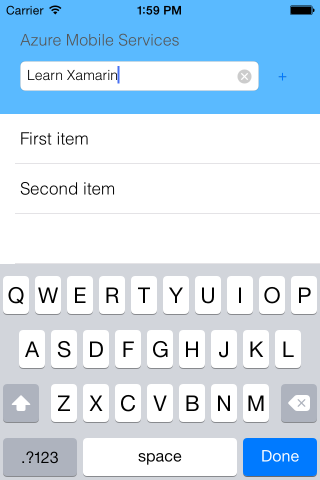 Carrier 1:59 PM
Azure Mobile Services
Learn Xamarin
+
First item
Second item
Q W E R T Y U I O P
A S D F G H J K L
Z X C V B N M
.?123 space Done